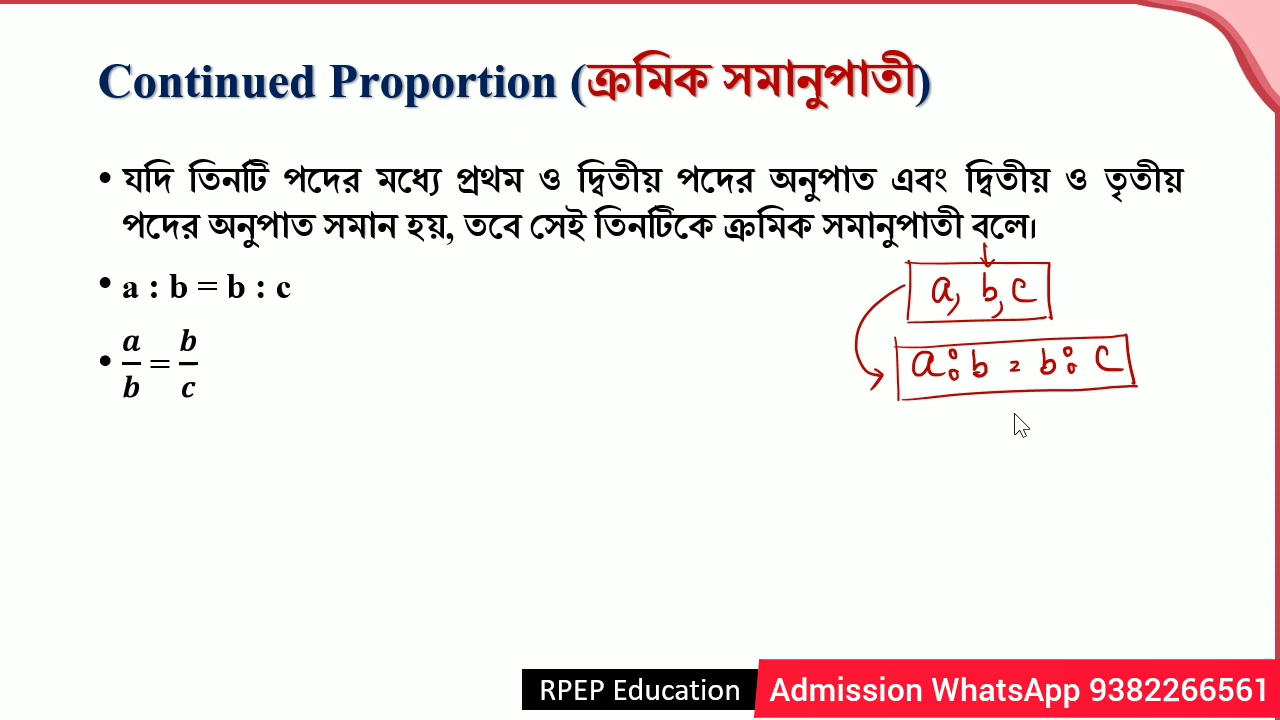 Continued Proportion (ক্রমিক সমানুপাতী)
• যদি তিনটি পদের মধ্যে প্রথম ও দ্বিতীয় পদের অনুপাত এবং দ্বিতীয় ও তৃতীয়
পদের অনুপাত সমান হয়, তবে সেই তিনটিকে ক্রমিক সমানুপাতী বলে।
• a : b = b : c
a, b, c
• a/b = b/c
a : b = b : c
RPEP Education
Admission WhatsApp 9382266561